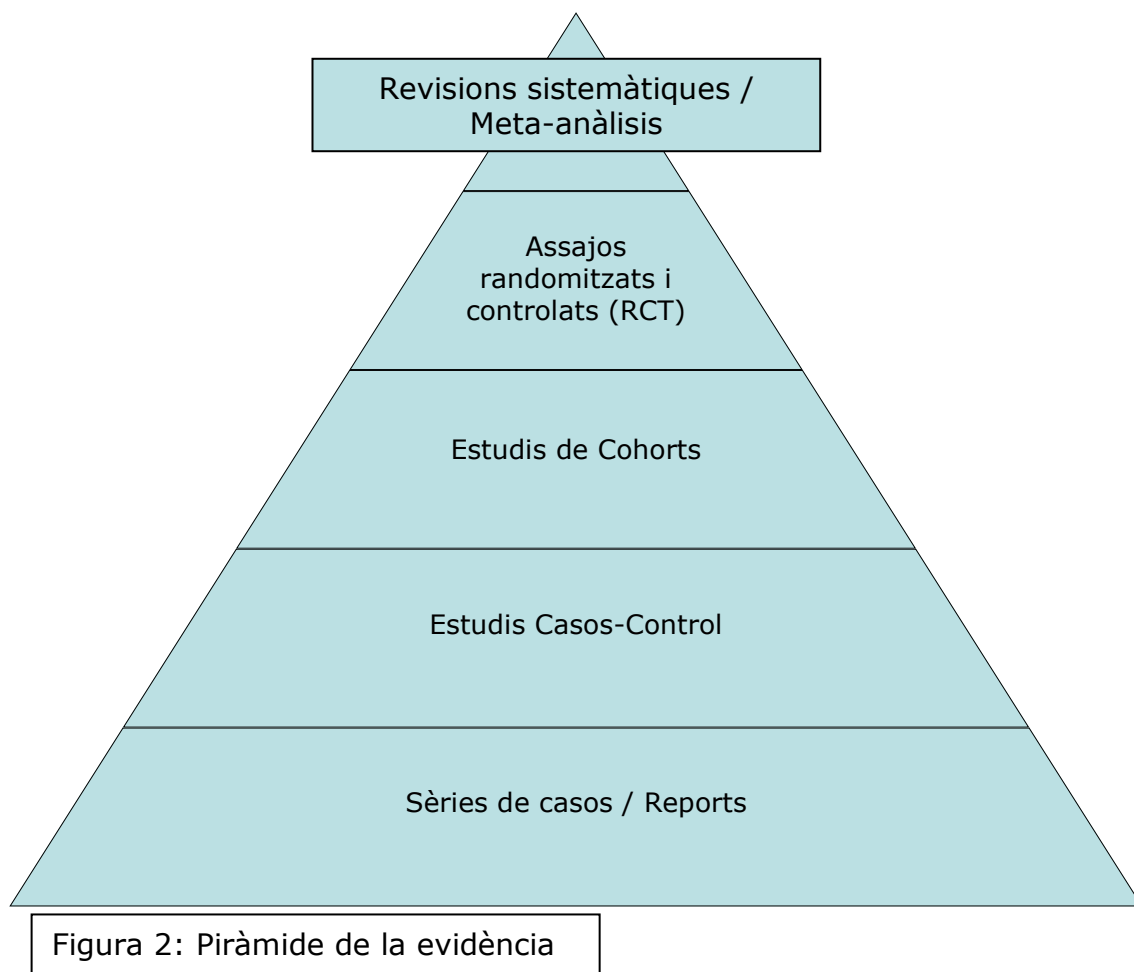 Revisions sistemàtiques /
Meta-anàlisis
Assajos
randomitzats i
controlats (RCT)
Estudis de Cohorts
Estudis Casos-Control
Sèries de casos / Reports
Figura 2: Piràmide de la evidència